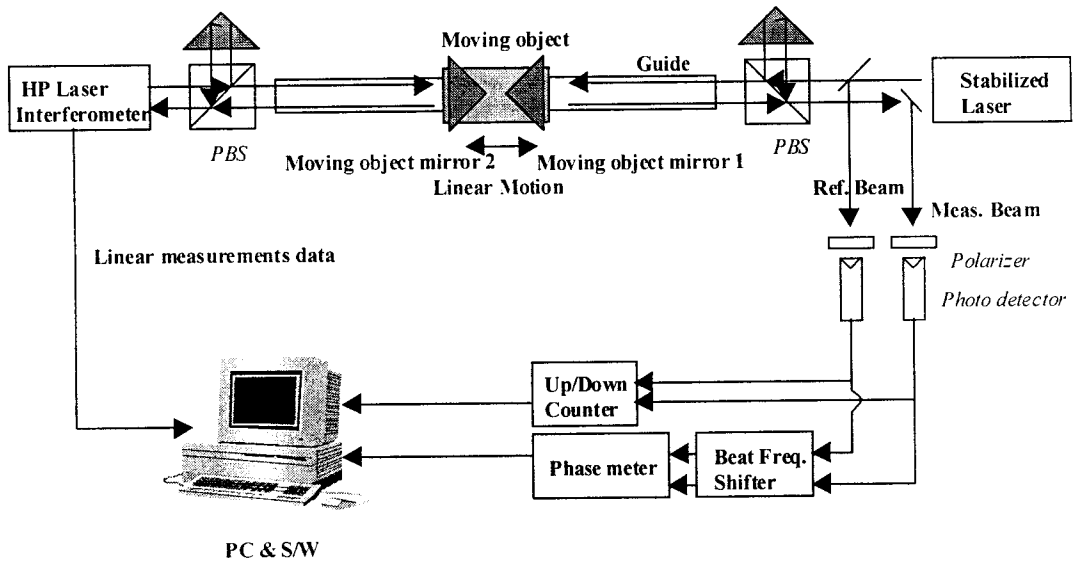 Moving object
HP Laser
Interferometer
Guide
Stabilized
Laser
PBS
PBS
Moving object mirror 2
Moving object mirror 1
Linear Motion
Ref. Beam
Meas. Beam
Linear measurements data
Polarizer
Photo detector
Up/Down
Counter
Phase meter
Beat Freq.
Shifter
PC & S/W